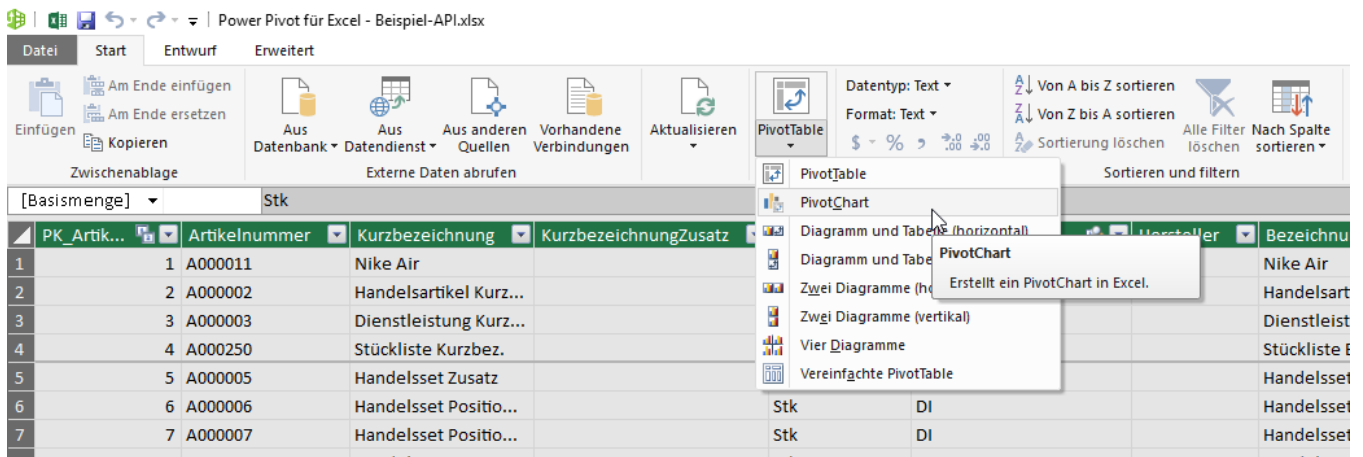 Power Pivot für Excel - Beispiel-API.xlsx
Datei Start Entwurf Erweitert
Einfügen
Am Ende einfügen
Am Ende ersetzen
Kopieren
Zwischenablage
Aus Datenbank
Aus Datendienst
Aus anderen Quellen
Vorhandene Verbindungen
Externe Daten abrufen
Aktualisieren
PivotTable
Datentyp: Text
Format: Text
$ %
Von A bis Z sortieren
Von Z bis A sortieren
Sortierung löschen
Alle Filter löschen
Nach Spalte sortieren
Sortieren und filtern
[Basismenge] Stk
PK_Artik... Artikelnummer Kurzbezeichnung KurzbezeichnungZusatz Hersteller Bezeichnu
1 1 A000011 Nike Air Nike Air
2 2 A000002 Handelsartikel Kurz... Handelsart
3 3 A000003 Dienstleistung Kurz... Dienstleist
4 4 A000250 Stückliste Kurzbez. Stückliste
5 5 A000005 Handelsset Zusatz Handelsset
6 6 A000006 Handelsset Positio... Stk DI Handelsset
7 7 A000007 Handelsset Positio... Stk DI Handelsset
PivotTable
PivotChart
Diagramm und Tabelle (horizontal)
Diagramm und Tabe
Zwei Diagramme (ho
Zwei Diagramme (vertikal)
Vier Diagramme
Vereinfachte PivotTable
PivotChart
Erstellt ein PivotChart in Excel.